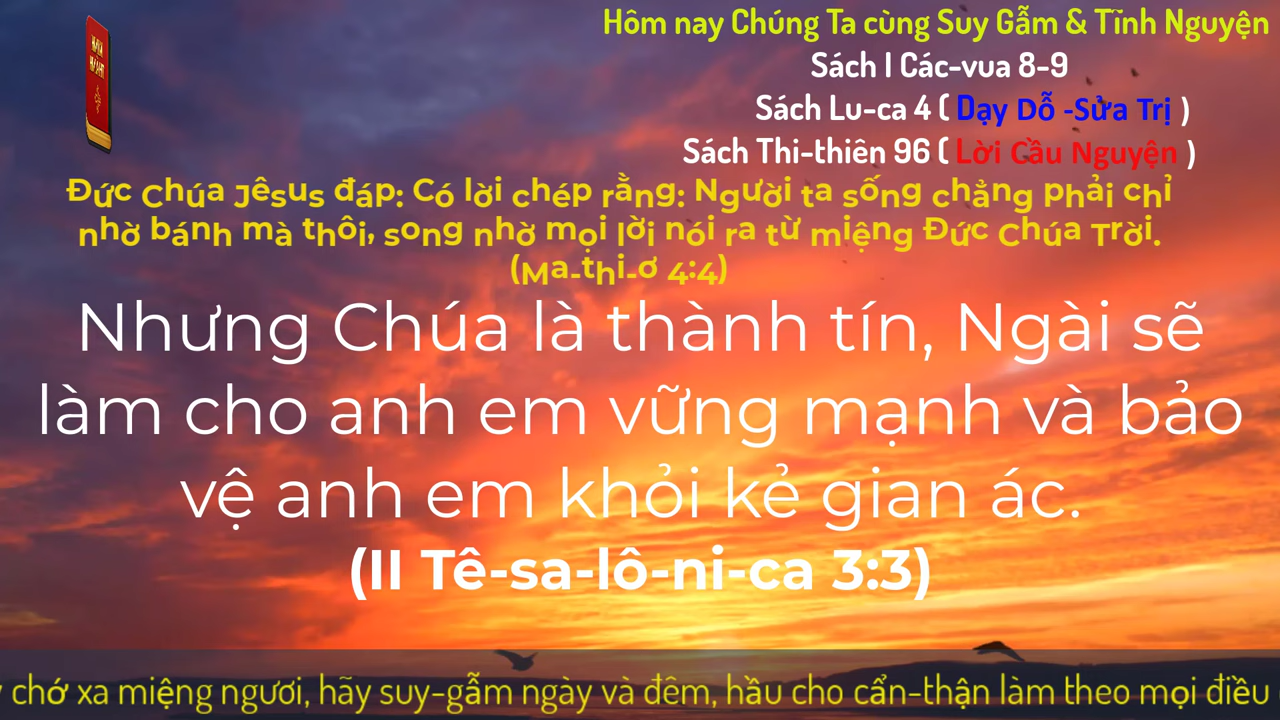 Hôm nay Chúng Ta cùng Suy Gẫm & Tĩnh Nguyện
Sách I Các-vua 8-9
Sách Lu-ca 4 ( Dạy Dỗ -Sửa Trị )
Sách Thi-thiên 96 ( Lời Cầu Nguyện )
Đức Chúa Jêsus đáp: Có lời chép rằng: Người ta sống chẳng phải chỉ
nhờ bánh mà thôi, song nhờ mọi lời nói ra từ miệng Đức Chúa Trời.
(Ma-thi-ơ 4:4)
Nhưng Chúa là thành tín, Ngài sẽ
làm cho anh em vững mạnh và bảo
vệ anh em khỏi kẻ gian ác.
(II Tê-sa-lô-ni-ca 3:3)
chớ xa miệng ngươi, hãy suy-gẫm ngày và đêm, hầu cho cẩn-thận làm theo mọi điều